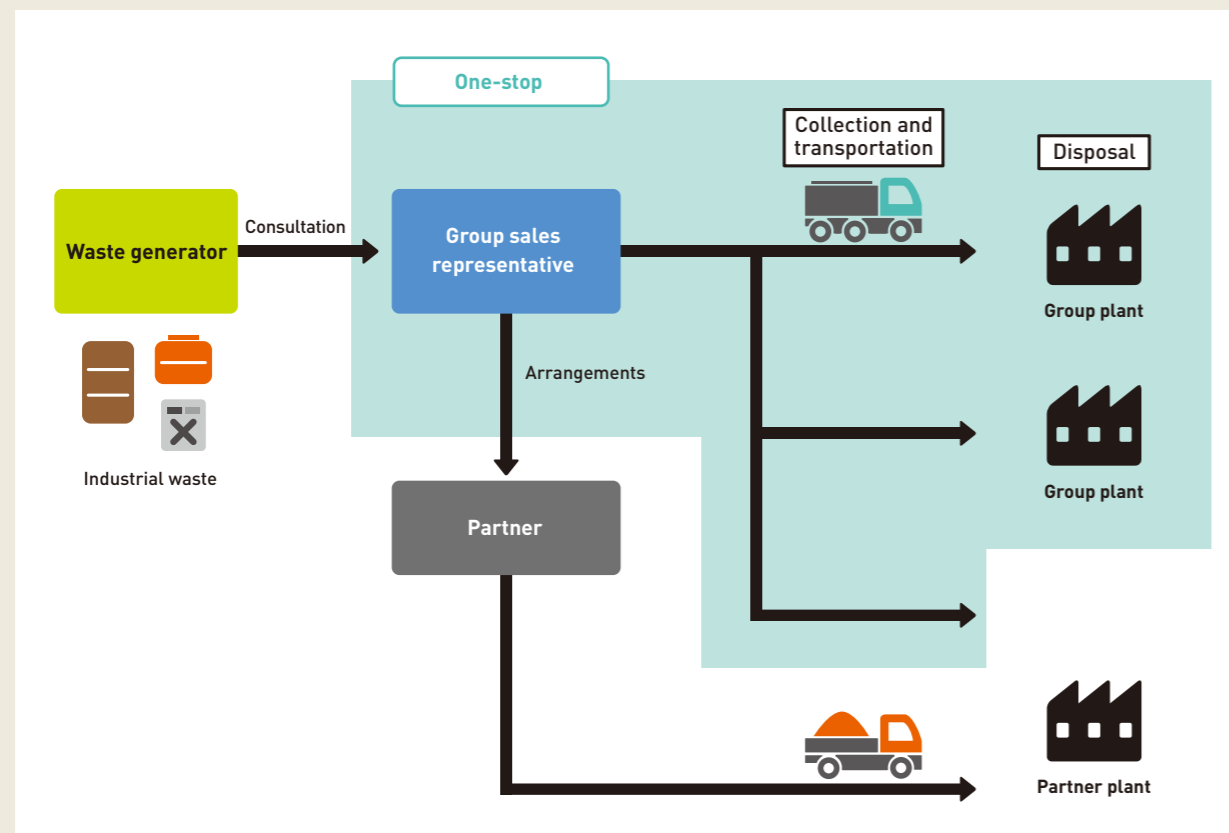 One-stop
Collection and
transportation
Disposal
Waste generator
Consultation
Group sales
representative
Group plant
Arrangements
Industrial waste
Group plant
Partner
Partner plant